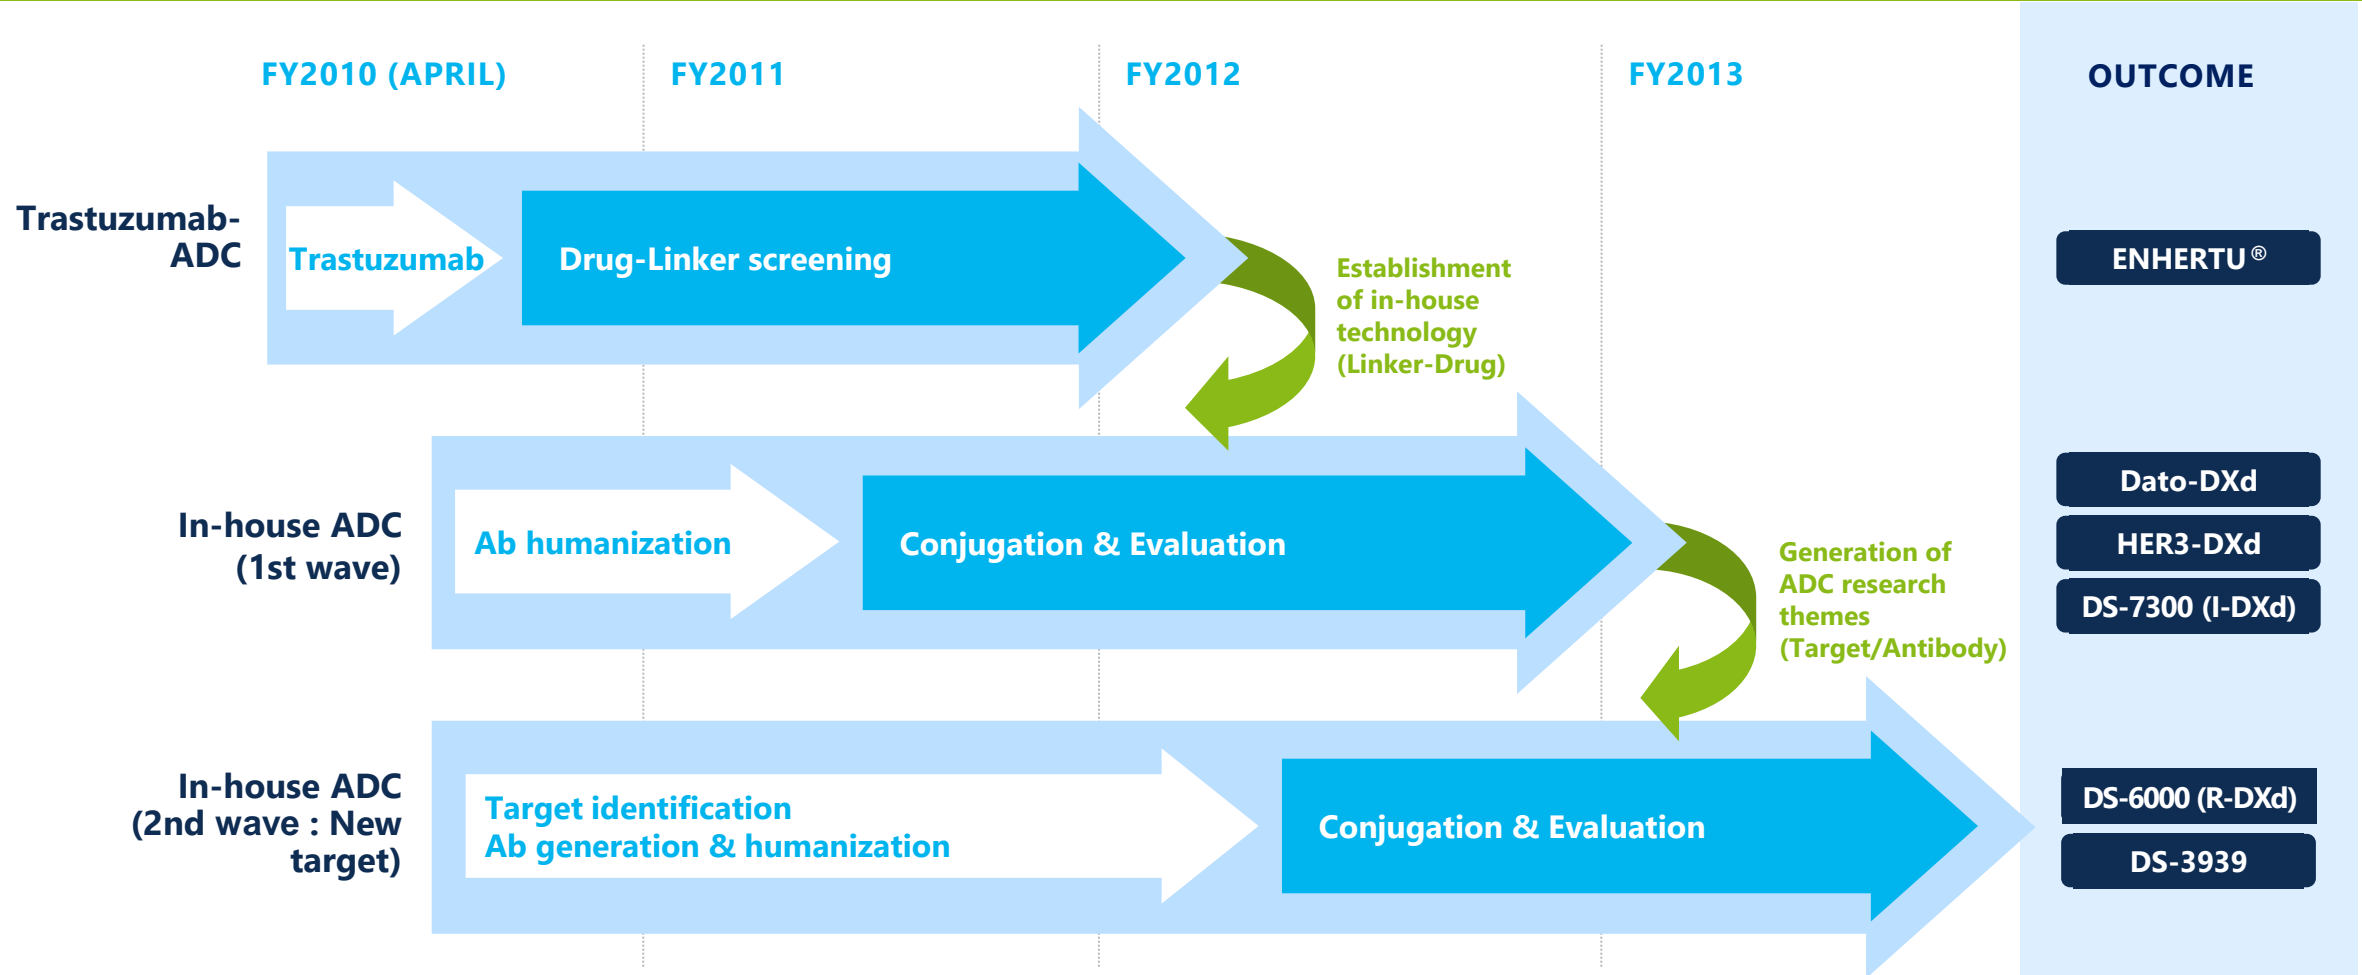 FY2010 (APRIL)
FY2011
FY2012
FY2013
OUTCOME
Trastuzumab-
ADC
Trastuzumab
Drug-Linker screening
Establishment
of in-house
technology
(Linker-Drug)
ENHERTU®
In-house ADC
(1st wave)
Ab humanization
Conjugation & Evaluation
Generation of
ADC research
themes
(Target/Antibody)
Dato-DXd
HER3-DXd
DS-7300 (I-DXd)
In-house ADC
(2nd wave : New
target)
Target identification
Ab generation & humanization
Conjugation & Evaluation
DS-6000 (R-DXd)
DS-3939